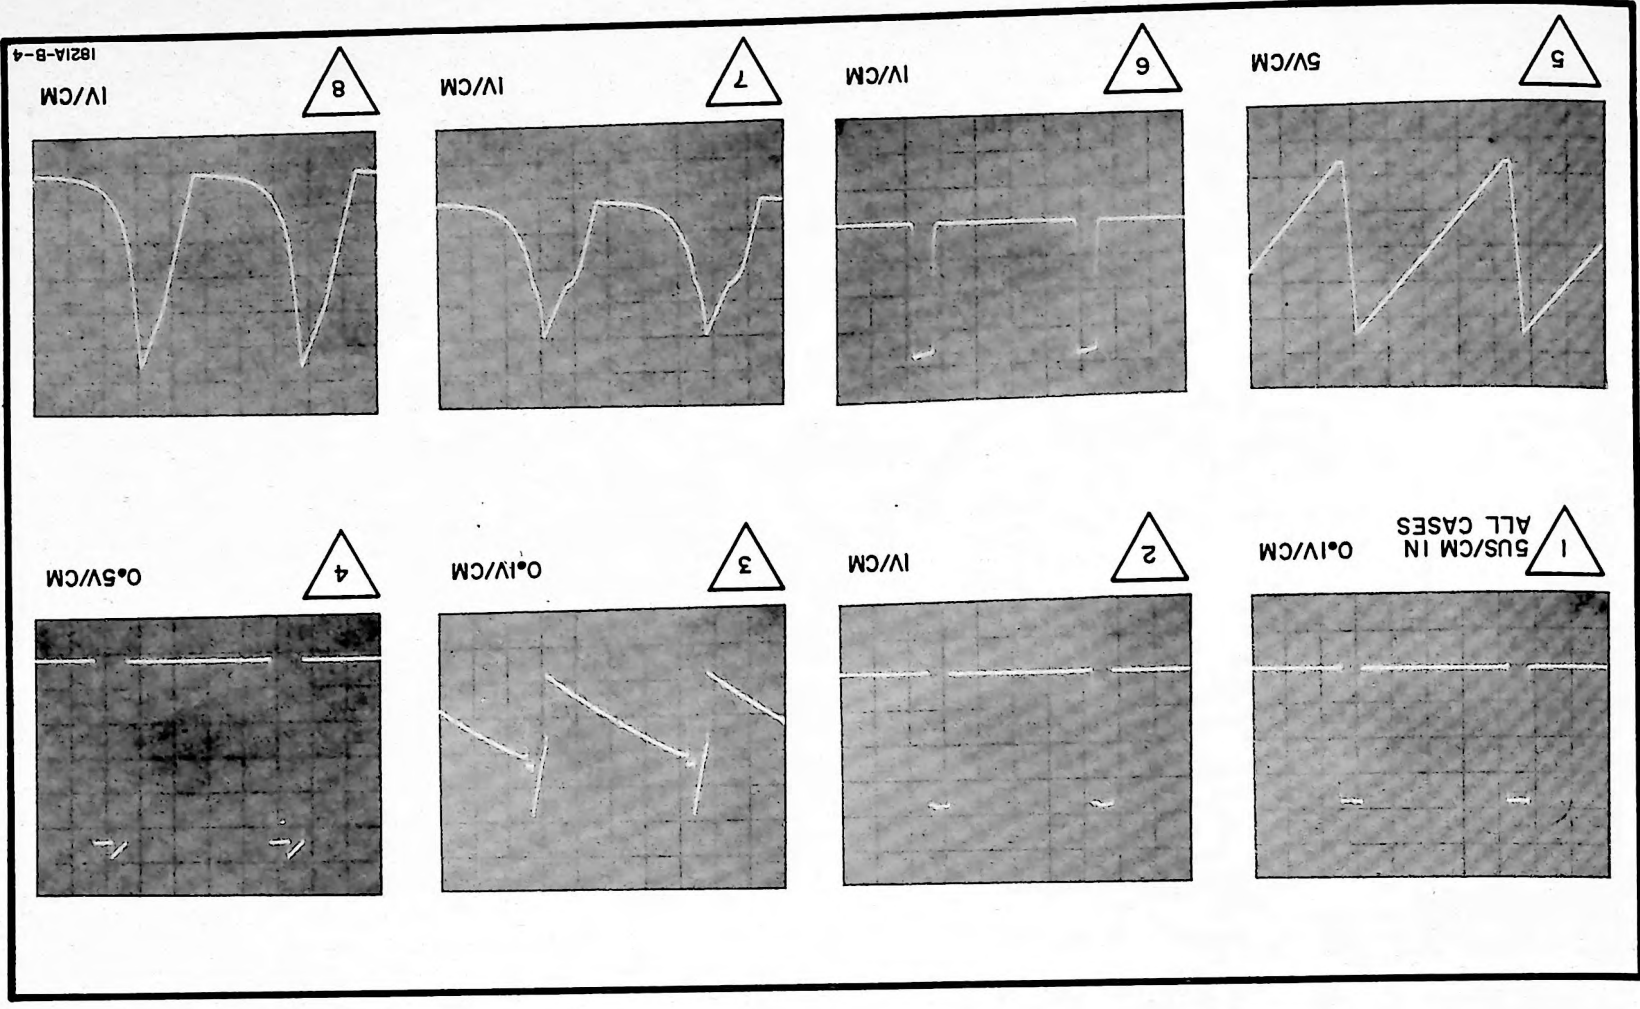 1
5US/CM IN
ALL CASES
0.1V/CM
2
1V/CM
3
0.1V/CM
4
0.5V/CM
5
5V/CM
6
1V/CM
7
1V/CM
8
1V/CM
1821A-B-4